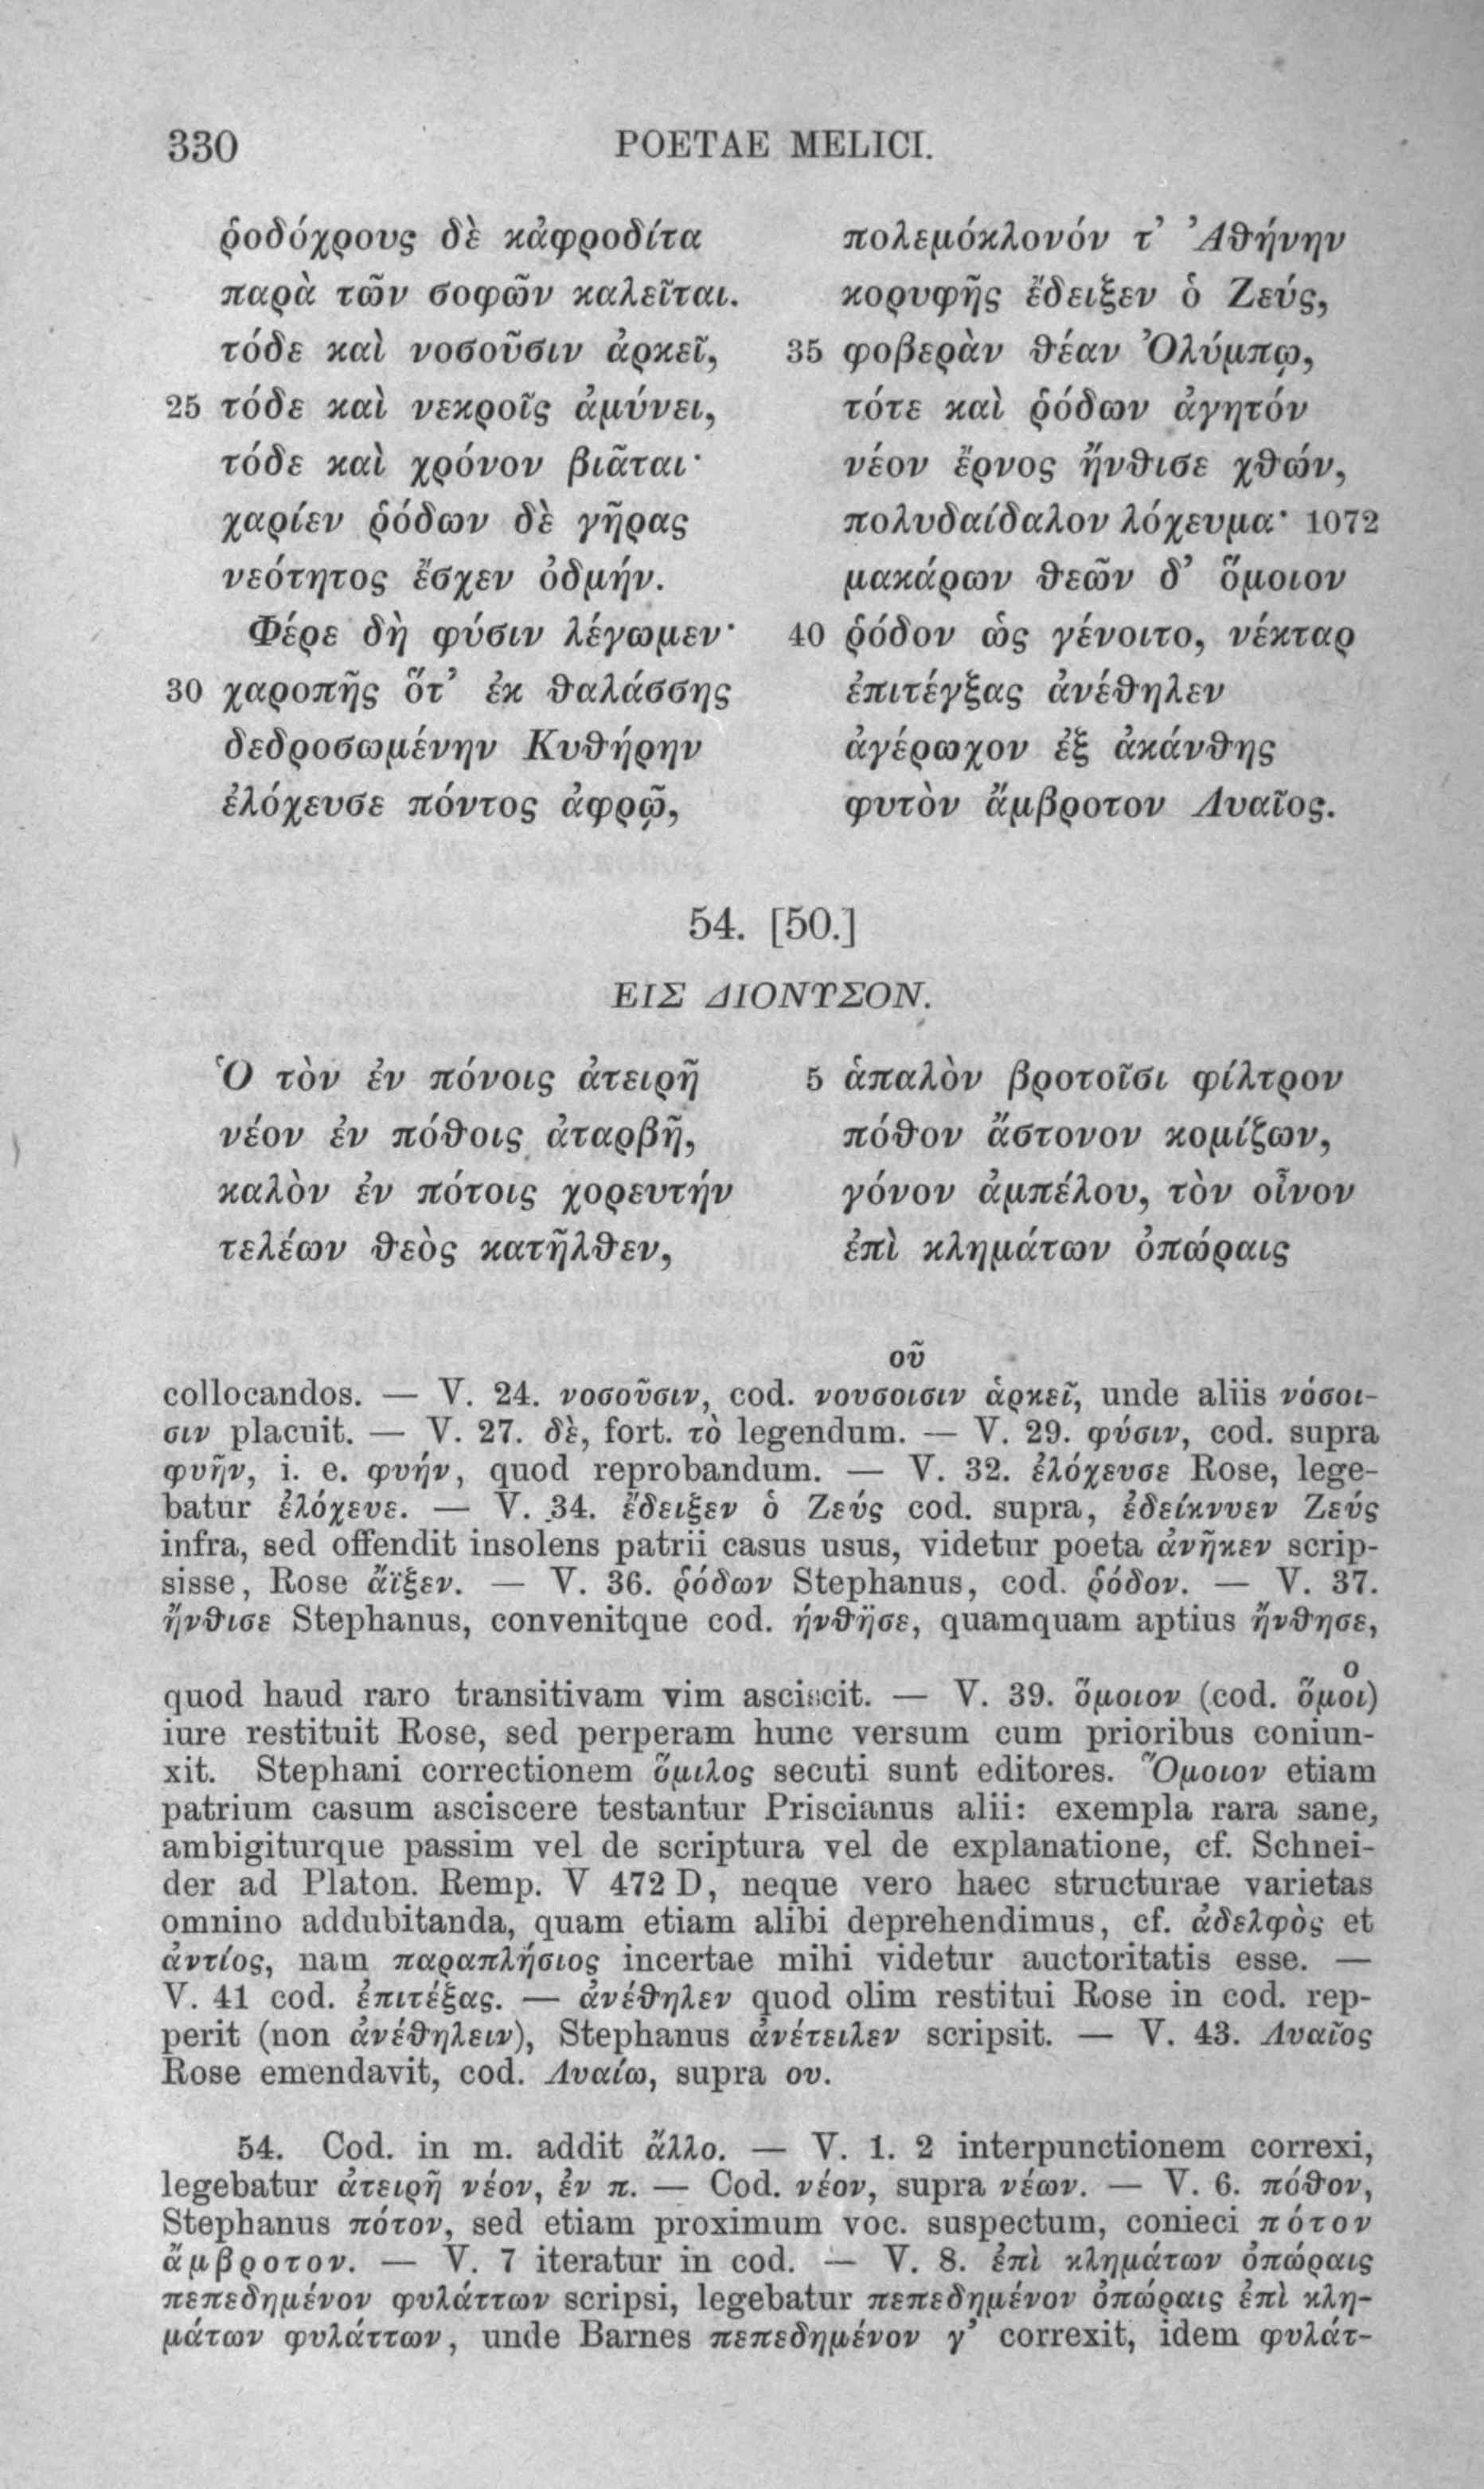 330 POETAE MELICI.
ῥοδόχρους δὲ κἀφροδίτα
παρὰ τῶν σοφῶν καλεῖται.
τόδε καὶ νοσοῦσιν ἀρκεῖ,
25 τόδε καὶ νεκροῖς ἀμύνει,
τόδε καὶ χρόνον βιᾶται·
χαρίεν ῥόδων δὲ γῆρας
νεότητος ἔσχεν ὀδμήν.
Φέρε δὴ φύσιν λέγωμεν·
30 χαροπῆς ὅτ’ ἐκ θαλάσσης
δεδροσωμένην Κυθήρην
ἐλόχευσε πόντος ἀφρῷ,
πολεμόκλονόν τ’ Ἀθήνην
κορυφῆς ἔδειξεν ὁ Ζεύς,
35 φοβερὰν θέαν Ὀλύμπῳ,
τότε καὶ ῥόδων ἀγητόν
νέον ἔρνος ἤνθισε χθών,
πολυδαίδαλον λόχευμα· 1072
μακάρων θεῶν δ’ ὅμοιον
40 ῥόδον ὡς γένοιτο, νέκταρ
ἐπιτέγξας ἀνέθηλεν
ἀγέρωχον ἐξ ἀκάνθης
φυτὸν ἄμβροτον Λυαῖος.
54. [50.]
ΕΙΣ ΔΙΟΝΥΣΟΝ.
Ὁ τὸν ἐν πόνοις ἀτειρῆ
νέον ἐν πόθοις ἀταρβῆ,
καλὸν ἐν πότοις χορευτήν
τελέων θεὸς κατῆλθεν,
5 ἁπαλὸν βροτοῖσι φίλτρον
πόθον ἄστονον κομίζων,
γόνον ἀμπέλου, τὸν οἶνον
ἐπὶ κλημάτων ὀπώραις
οῦ
collocandos. — V. 24. νοσοῦσιν, cod. νουσοισιν ἀρκεῖ, unde aliis νόσοι-
σιν placuit. — V. 27. δὲ, fort. τὸ legendum. — V. 29. φύσιν, cod. supra
φυῆν, i. e. φυήν, quod reprobandum. — V. 32. ἐλόχευσε Rose, lege-
batur ἐλόχευε. — V. 34. ἔδειξεν ὁ Ζεύς cod. supra, ἐδείκνυεν Ζεύς
infra, sed offendit insolens patrii casus usus, videtur poeta ἀνῆκεν scrip-
sisse, Rose ἄϊξεν. — V. 36. ῥόδων Stephanus, cod. ῥόδον. — V. 37.
ἤνθισε Stephanus, convenitque cod. ἠνθῄσε, quamquam aptius ἤνθησε,
ο
quod haud raro transitivam vim asciscit. — V. 39. ὅμοιον (cod. ὅμοι)
iure restituit Rose, sed perperam hunc versum cum prioribus coniun-
xit. Stephani correctionem ὅμιλος secuti sunt editores. Ὅμοιον etiam
patrium casum asciscere testantur Priscianus alii: exempla rara sane,
ambigiturque passim vel de scriptura vel de explanatione, cf. Schnei-
der ad Platon. Remp. V 472 D, neque vero haec structurae varietas
omnino addubitanda, quam etiam alibi deprehendimus, cf. ἀδελφὸς et
ἀντίος, nam παραπλήσιος incertae mihi videtur auctoritatis esse. —
V. 41 cod. ἐπιτέξας. — ἀνέθηλεν quod olim restitui Rose in cod. rep-
perit (non ἀνέθηλειν), Stephanus ἀνέτειλεν scripsit. — V. 43. Λυαῖος
Rose emendavit, cod. Λυαίω, supra ου.
54. Cod. in m. addit ἄλλο. — V. 1. 2 interpunctionem correxi,
legebatur ἀτειρῆ νέον, ἐν π. — Cod. νέον, supra νέων. — V. 6. πόθον,
Stephanus πότον, sed etiam proximum voc. suspectum, conieci πότον
ἄμβροτον. — V. 7 iteratur in cod. — V. 8. ἐπὶ κλημάτων ὀπώραις
πεπεδημένον φυλάττων scripsi, legebatur πεπεδημένον ὀπώραις ἐπὶ κλη-
μάτων φυλάττων, unde Barnes πεπεδημένον γ’ correxit, idem φυλάτ-